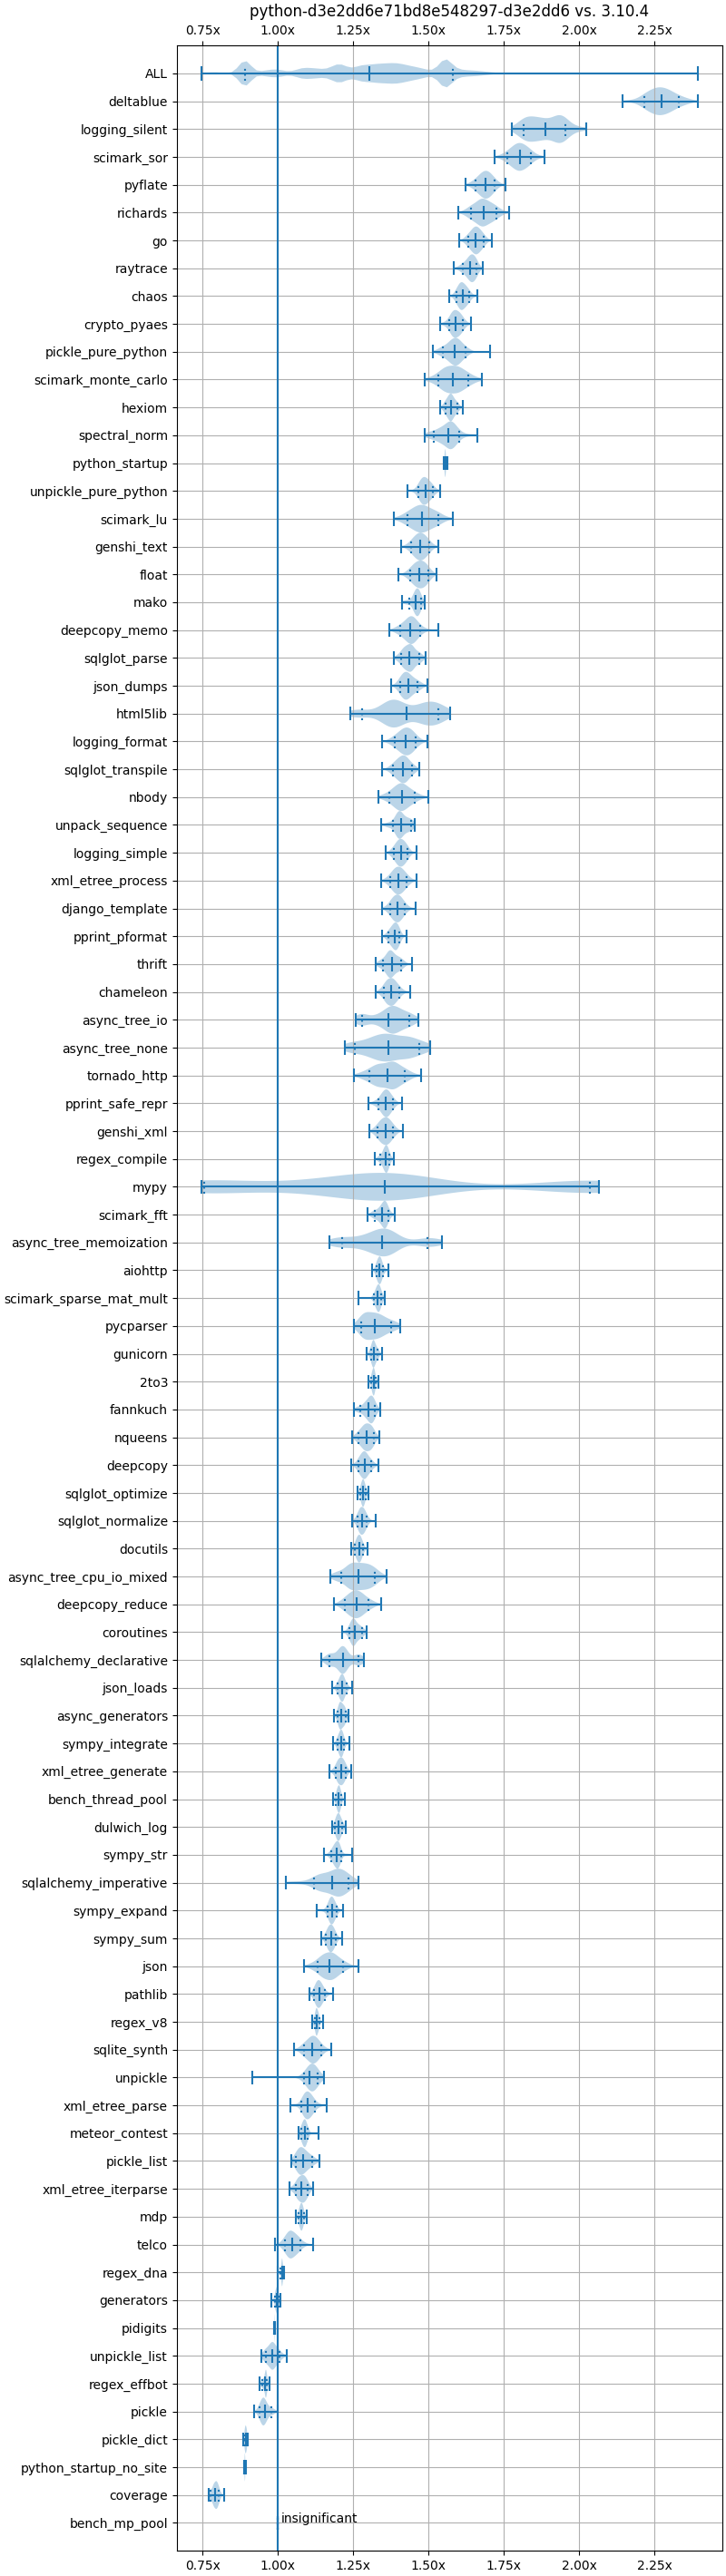 python-d3e2dd6e71bd8e548297-d3e2dd6 vs. 3.10.4
0.75x 1.00x 1.25x 1.50x 1.75x 2.00x 2.25x
ALL
deltablue
logging_silent
scimark_sor
pyflate
richards
go
raytrace
chaos
crypto_pyaes
pickle_pure_python
scimark_monte_carlo
hexiom
spectral_norm
python_startup
unpickle_pure_python
scimark_lu
genshi_text
float
mako
deepcopy_memo
sqlglot_parse
json_dumps
html5lib
logging_format
sqlglot_transpile
nbody
unpack_sequence
logging_simple
xml_etree_process
django_template
pprint_pformat
thrift
chameleon
async_tree_io
async_tree_none
tornado_http
pprint_safe_repr
genshi_xml
regex_compile
mypy
scimark_fft
async_tree_memoization
aiohttp
scimark_sparse_mat_mult
pycparser
gunicorn
2to3
fannkuch
nqueens
deepcopy
sqlglot_optimize
sqlglot_normalize
docutils
async_tree_cpu_io_mixed
deepcopy_reduce
coroutines
sqlalchemy_declarative
json_loads
async_generators
sympy_integrate
xml_etree_generate
bench_thread_pool
dulwich_log
sympy_str
sqlalchemy_imperative
sympy_expand
sympy_sum
json
pathlib
regex_v8
sqlite_synth
unpickle
xml_etree_parse
meteor_contest
pickle_list
xml_etree_iterparse
mdp
telco
regex_dna
generators
pidigits
unpickle_list
regex_effbot
pickle
pickle_dict
python_startup_no_site
coverage
bench_mp_pool insignificant
0.75x 1.00x 1.25x 1.50x 1.75x 2.00x 2.25x